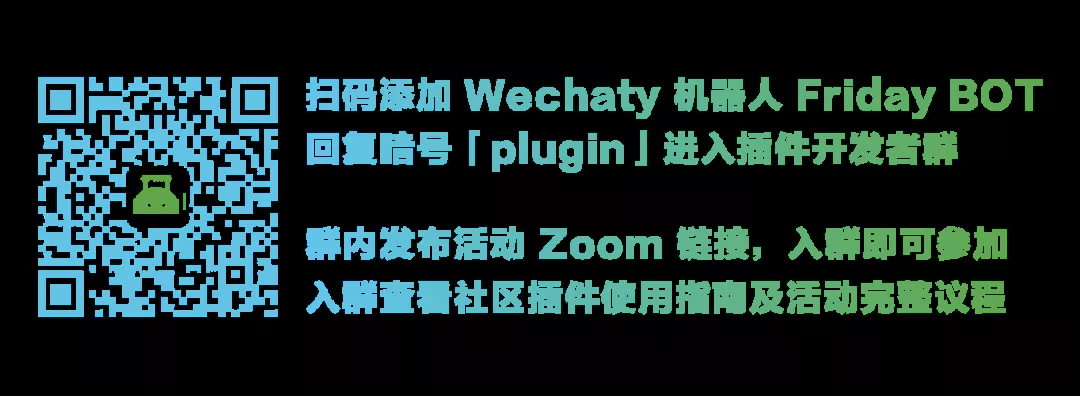 扫码添加 Wechaty 机器人 Friday BOT
回复暗号「plugin」进入插件开发者群
群内发布活动 Zoom 链接，入群即可参加
入群查看社区插件使用指南及活动完整议程